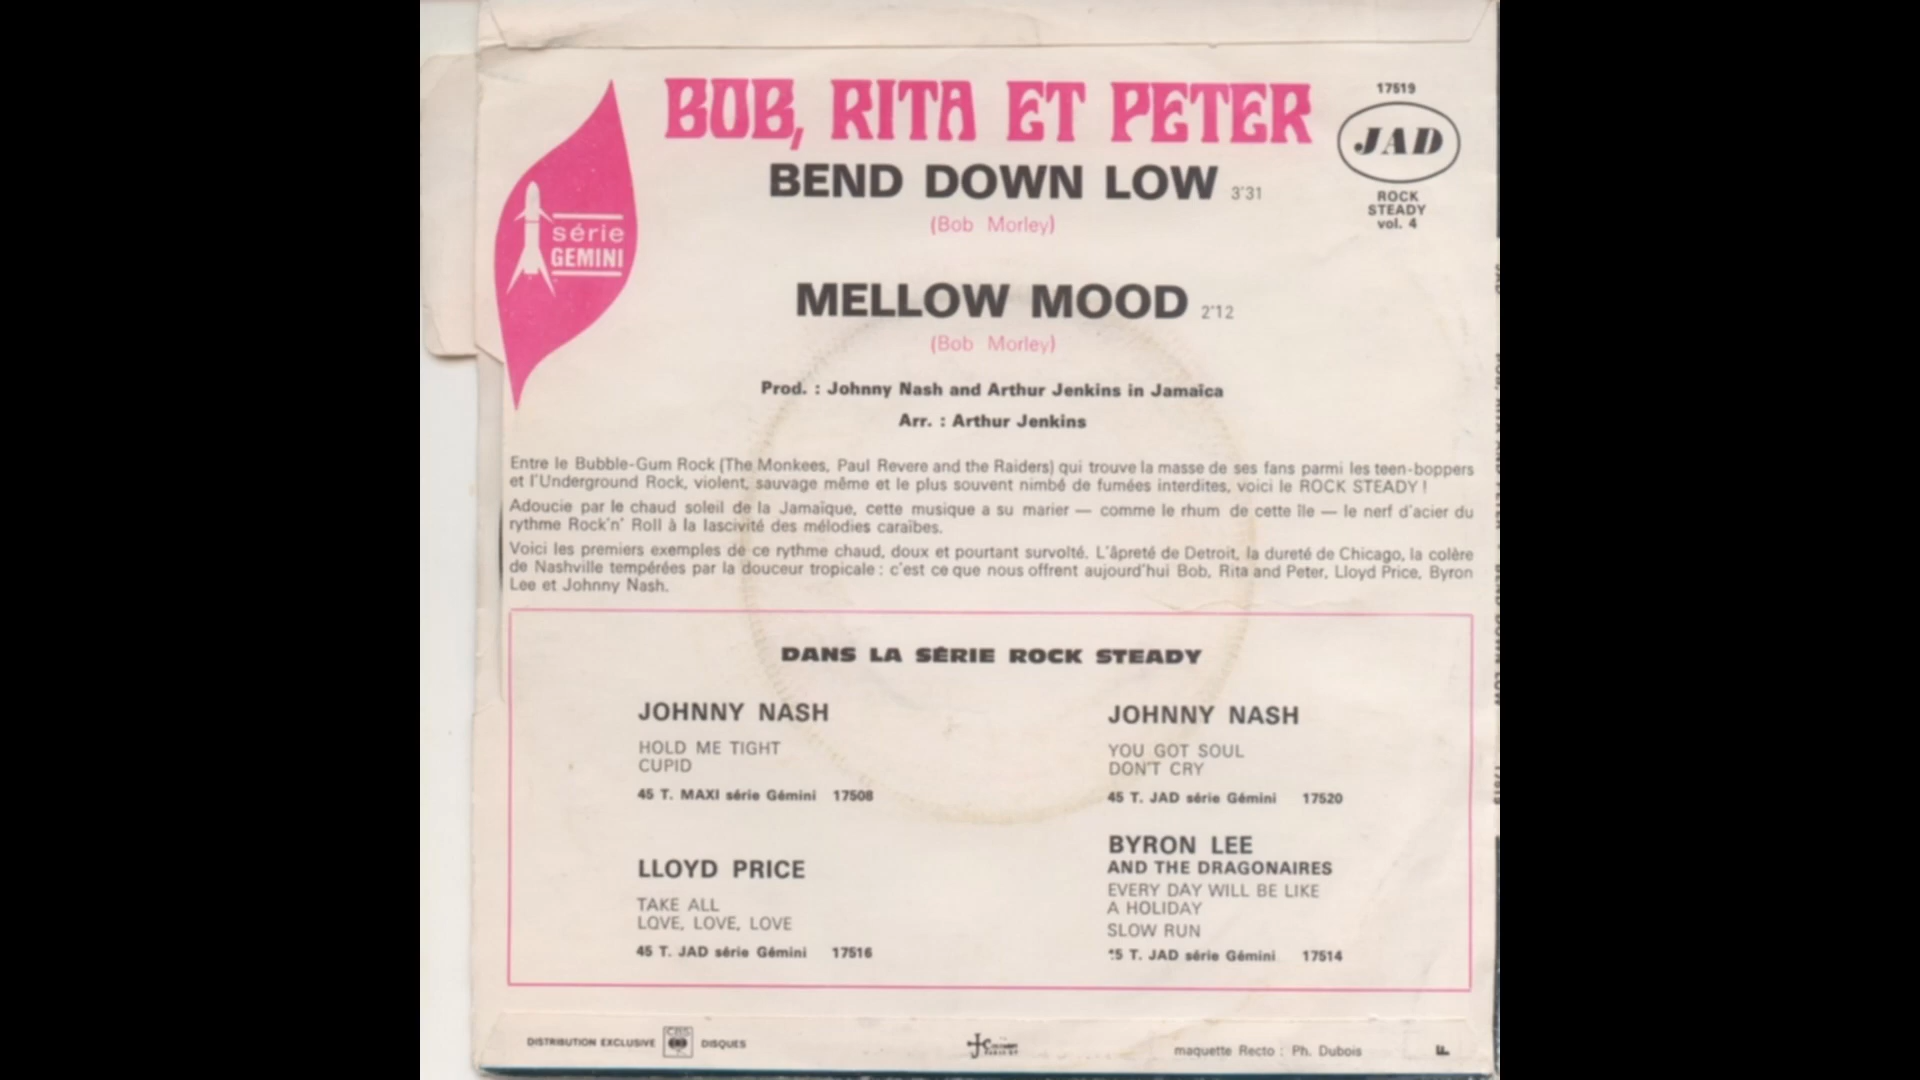 17519
BOB, RITA ET PETER
JAD
BEND DOWN LOW 3'31
ROCK
STEADY
vol. 4
(Bob Morley)
série
GEMINI
MELLOW MOOD 2'12
(Bob Morley)
Prod. : Johnny Nash and Arthur Jenkins in Jamaïca
Arr. : Arthur Jenkins
Entre le Bubble-Gum Rock (The Monkees, Paul Revere and the Raiders) qui trouve la masse de ses fans parmi les teen-boppers
et l'Underground Rock, violent, sauvage même et le plus souvent nimbé de fumées interdites, voici le ROCK STEADY !
Adoucie par le chaud soleil de la Jamaïque, cette musique a su marier — comme le rhum de cette île — le nerf d'acier du
rythme Rock'n' Roll à la lascivité des mélodies caraïbes.
Voici les premiers exemples de ce rythme chaud, doux et pourtant survolté. L'âpreté de Detroit, la dureté de Chicago, la colère
de Nashville tempérées par la douceur tropicale : c'est ce que nous offrent aujourd'hui Bob, Rita and Peter, Lloyd Price, Byron
Lee et Johnny Nash.
DANS LA SÉRIE ROCK STEADY
JOHNNY NASH
HOLD ME TIGHT
CUPID
45 T. MAXI série Gémini 17508
JOHNNY NASH
YOU GOT SOUL
DON'T CRY
45 T. JAD série Gémini 17520
LLOYD PRICE
TAKE ALL
LOVE, LOVE, LOVE
45 T. JAD série Gémini 17516
BYRON LEE
AND THE DRAGONAIRES
EVERY DAY WILL BE LIKE
A HOLIDAY
SLOW RUN
45 T. JAD série Gémini 17514
DISTRIBUTION EXCLUSIVE CBS DISQUES
maquette Recto : Ph. Dubois